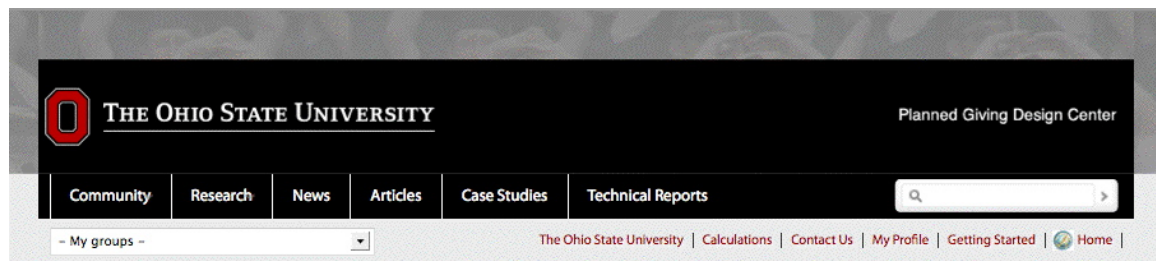 THE OHIO STATE UNIVERSITY
Planned Giving Design Center
Community Research News Articles Case Studies Technical Reports
- My groups - The Ohio State University | Calculations | Contact Us | My Profile | Getting Started | Home |